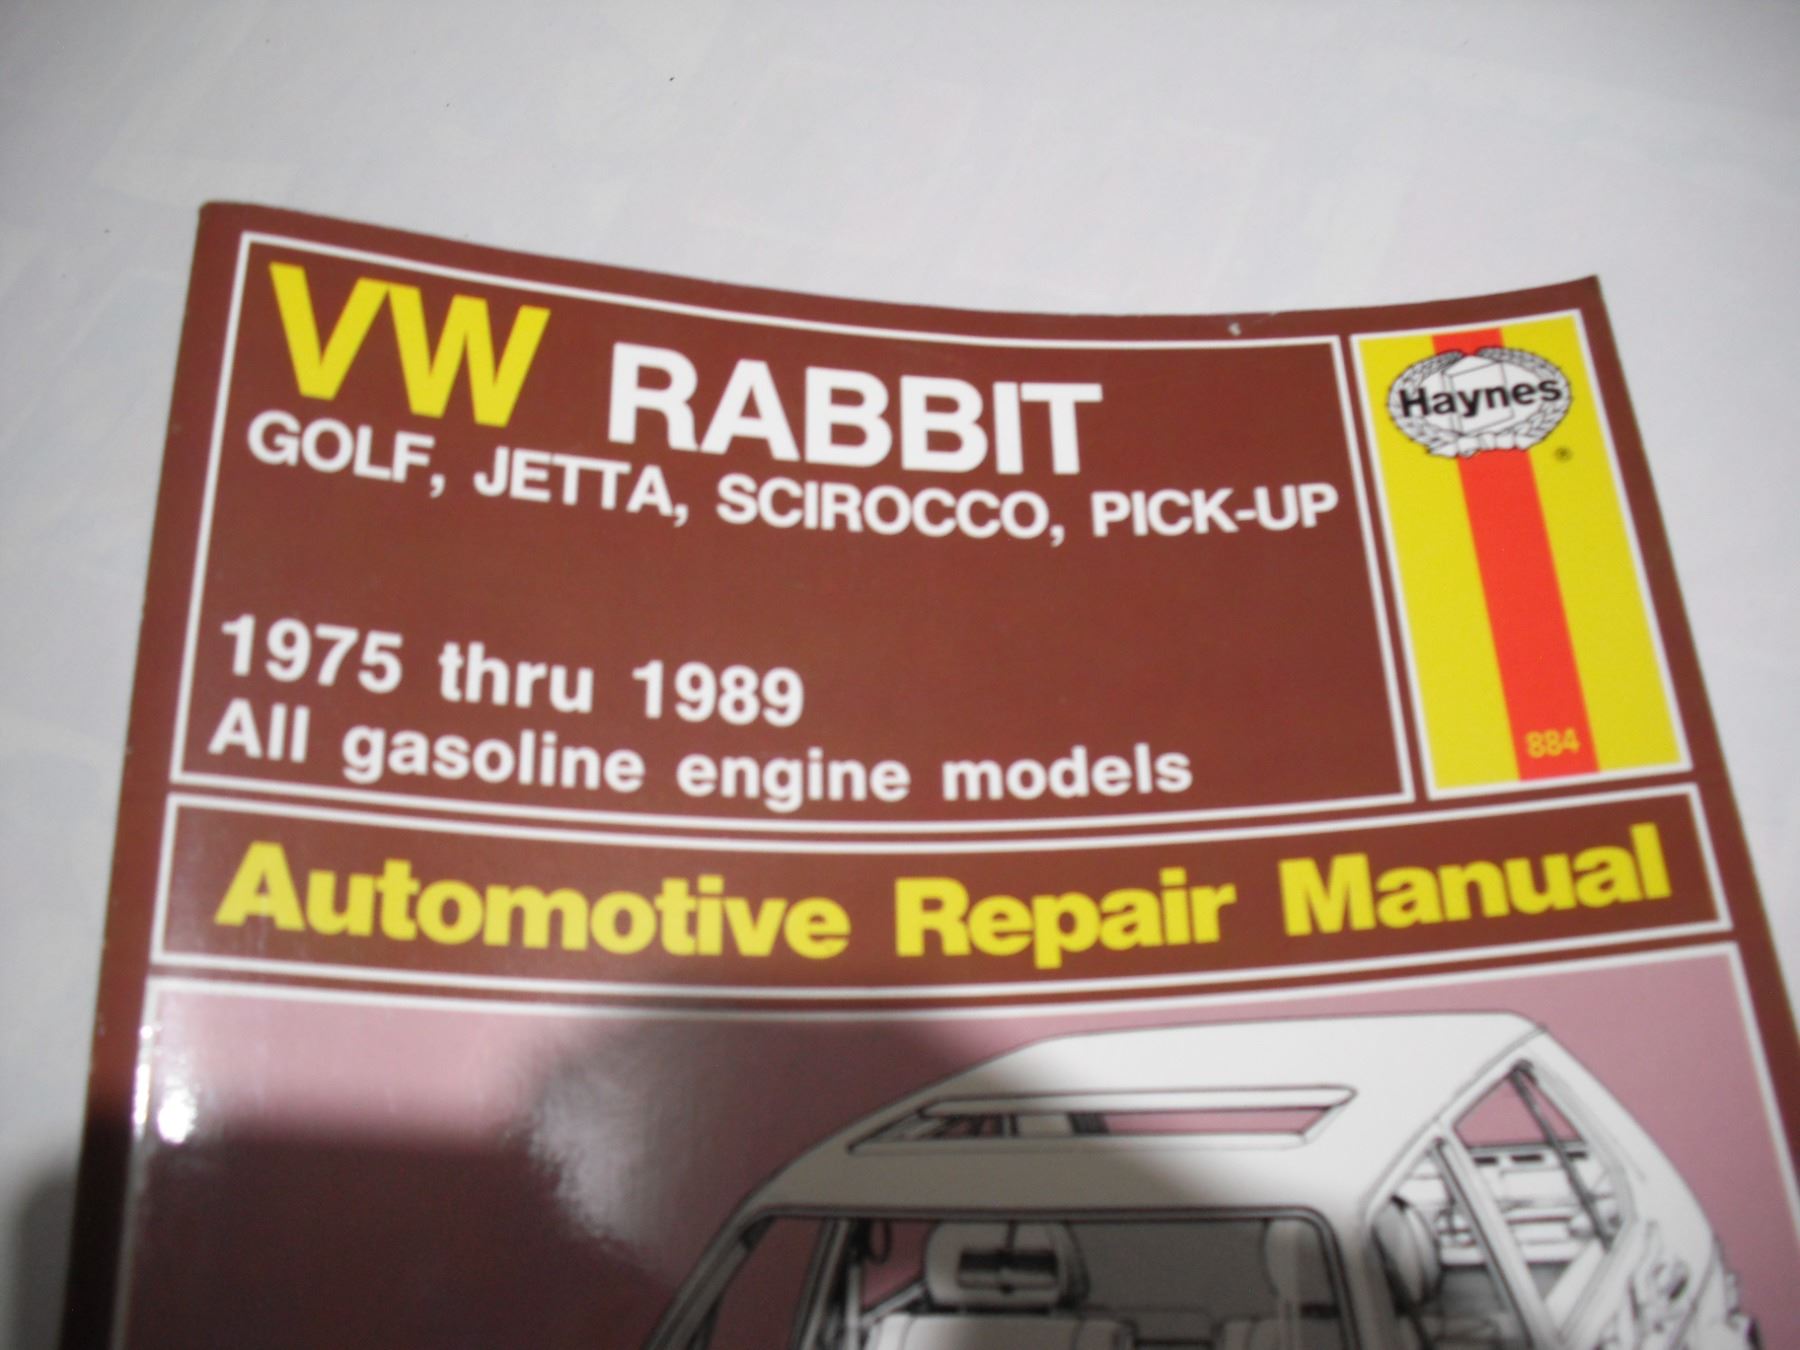 VW RABBIT
GOLF, JETTA, SCIROCCO, PICK-UP
1975 thru 1989
All gasoline engine models
Haynes
®
884
Automotive Repair Manual